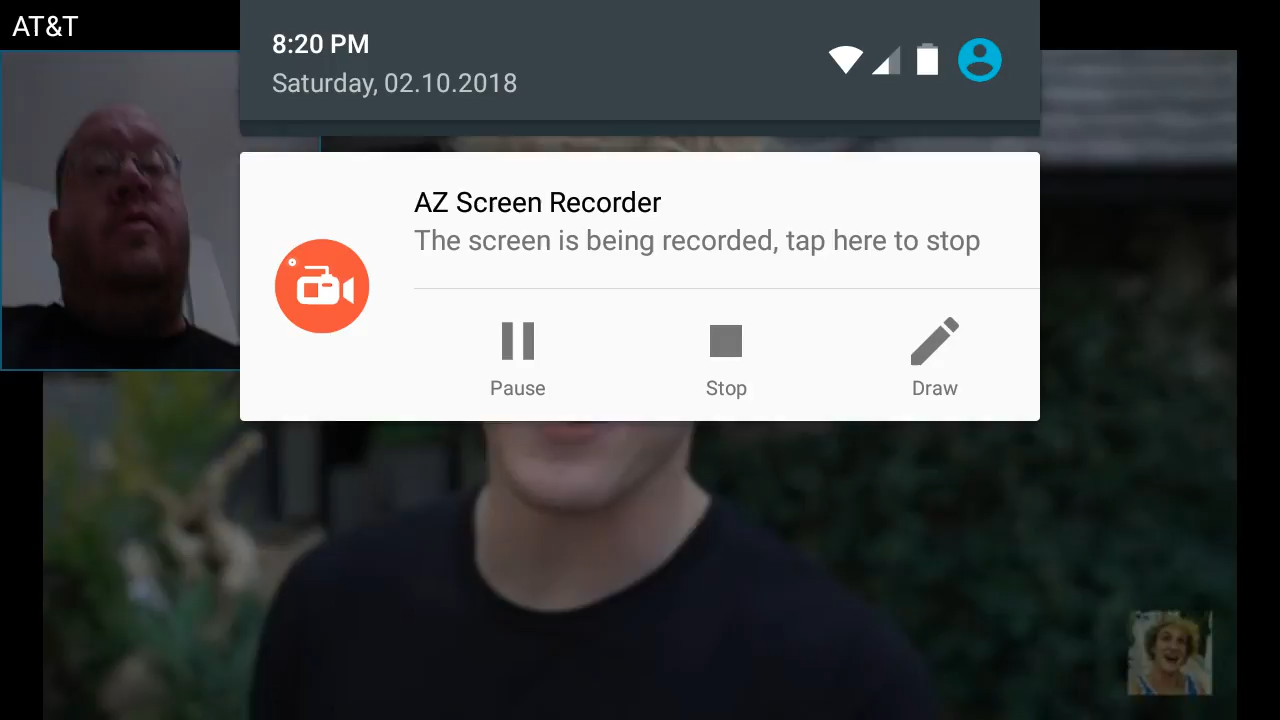 AT&T
8:20 PM
Saturday, 02.10.2018
AZ Screen Recorder
The screen is being recorded, tap here to stop
Pause
Stop
Draw